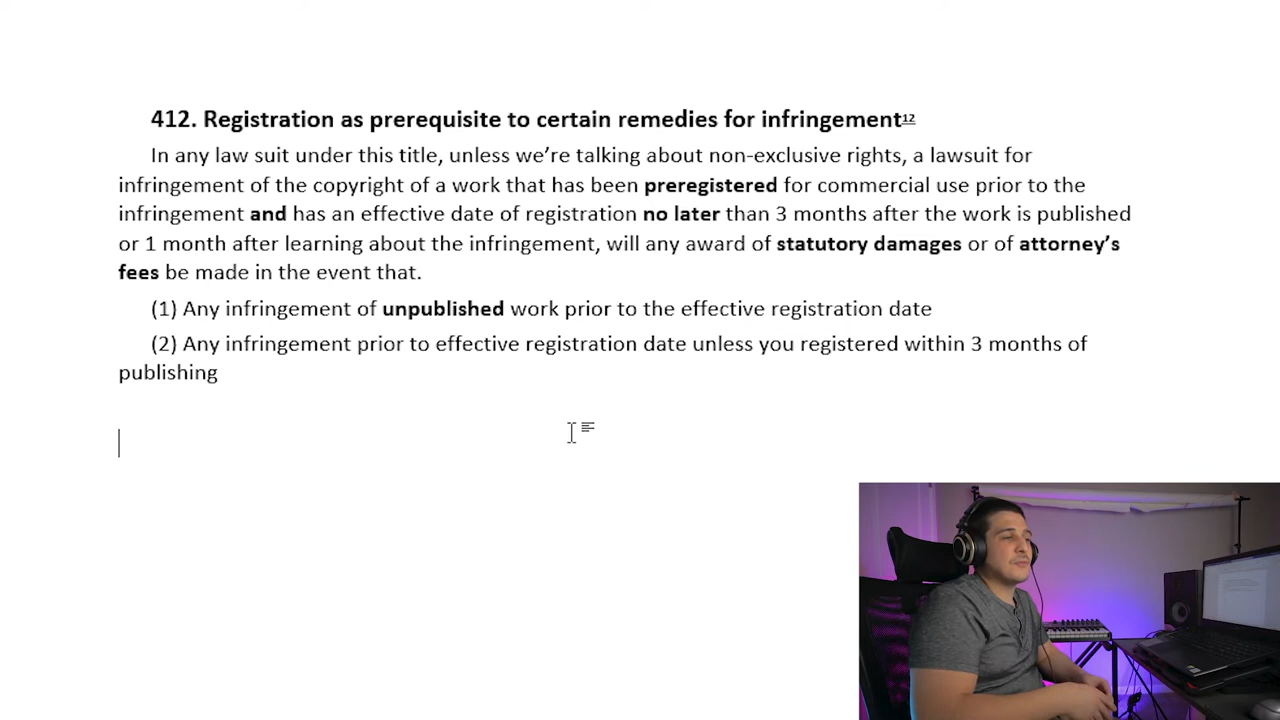 412. Registration as prerequisite to certain remedies for infringement12
In any law suit under this title, unless we’re talking about non-exclusive rights, a lawsuit for
infringement of the copyright of a work that has been preregistered for commercial use prior to the
infringement and has an effective date of registration no later than 3 months after the work is published
or 1 month after learning about the infringement, will any award of statutory damages or of attorney’s
fees be made in the event that.
(1) Any infringement of unpublished work prior to the effective registration date
(2) Any infringement prior to effective registration date unless you registered within 3 months of
publishing